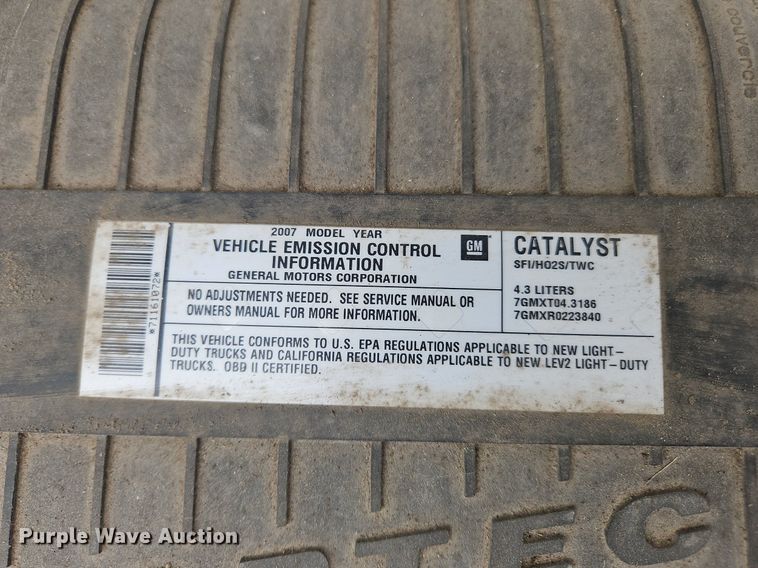 couvercle
2007 MODEL YEAR
VEHICLE EMISSION CONTROL
INFORMATION
GENERAL MOTORS CORPORATION
GM
CATALYST
SFI/HO2S/TWC
NO ADJUSTMENTS NEEDED. SEE SERVICE MANUAL OR
OWNERS MANUAL FOR MORE INFORMATION.
4.3 LITERS
7GMXT04.3186
7GMXR0223840
THIS VEHICLE CONFORMS TO U.S. EPA REGULATIONS APPLICABLE TO NEW LIGHT-
DUTY TRUCKS AND CALIFORNIA REGULATIONS APPLICABLE TO NEW LEV2 LIGHT-DUTY
TRUCKS. OBD II CERTIFIED.
*71161072*
RTEC
Purple Wave Auction